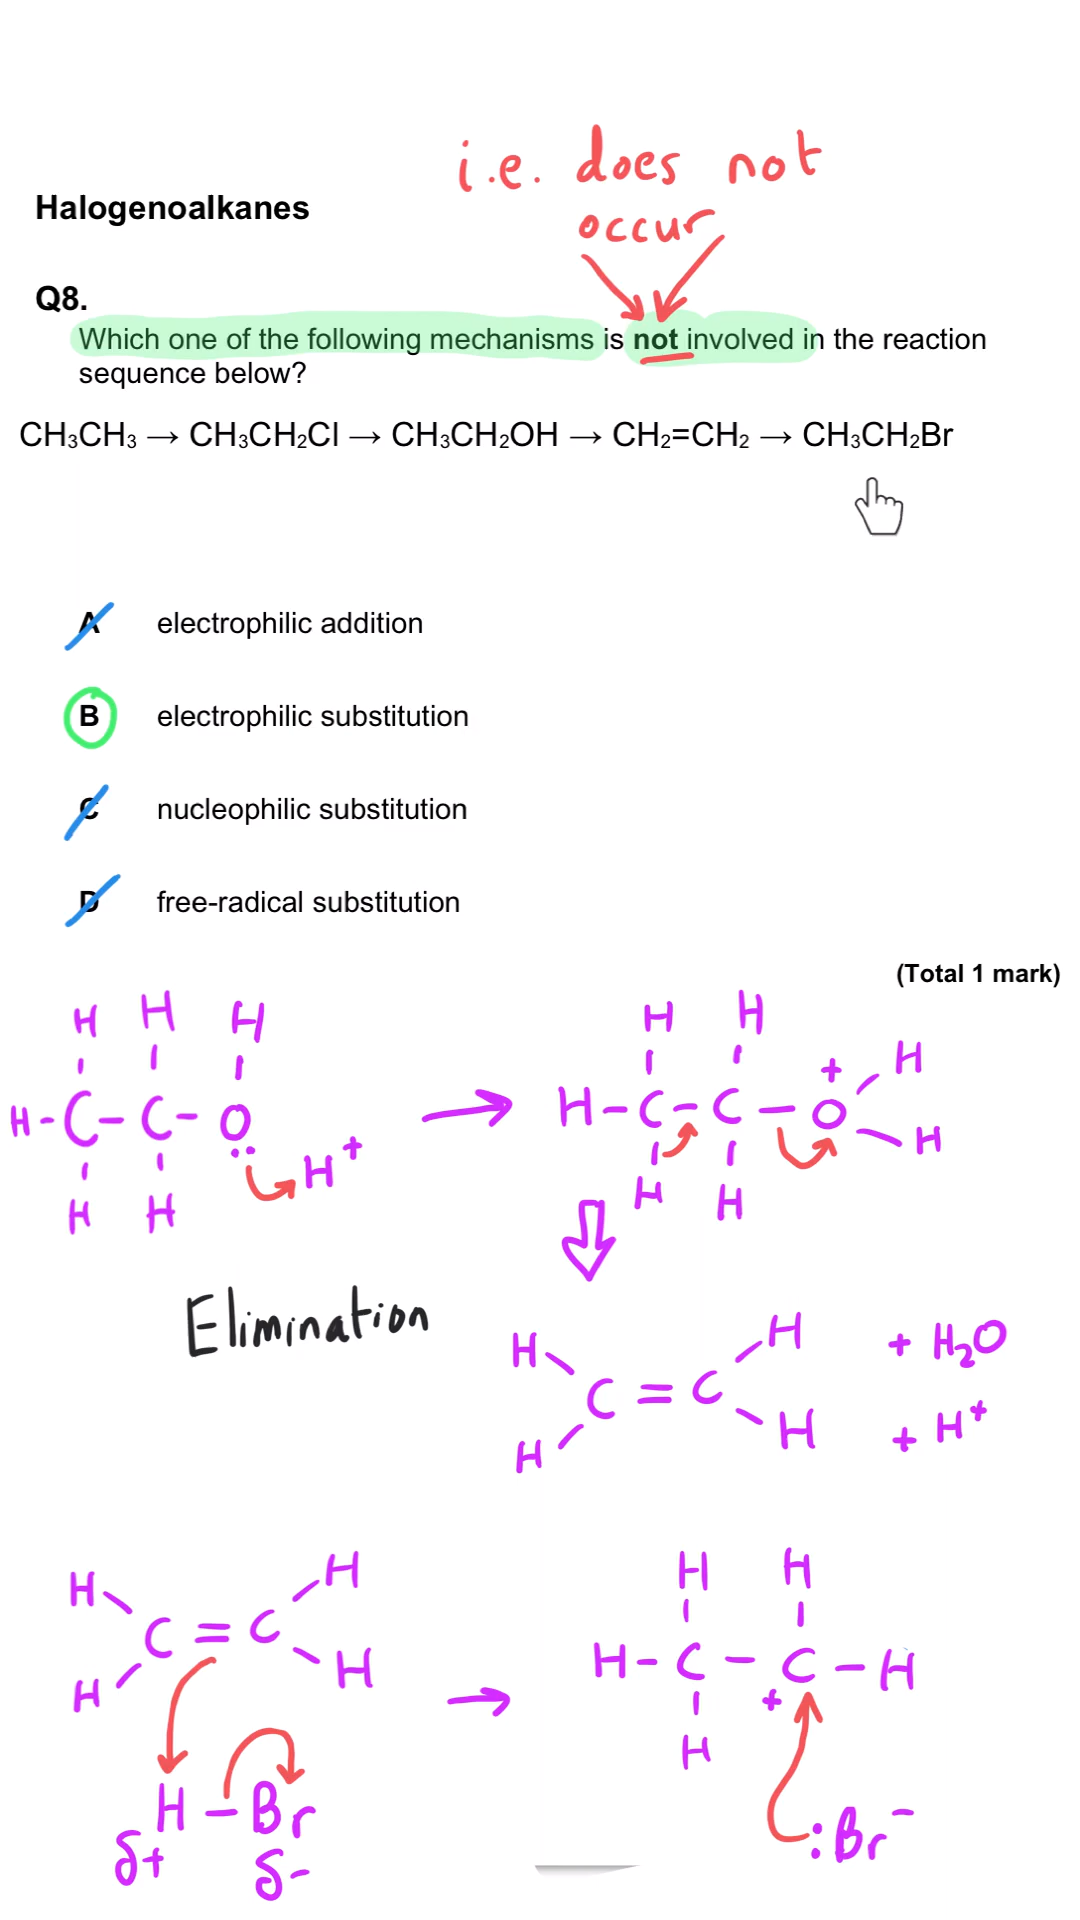 i.e. does not
occur
Halogenoalkanes
Q8.
Which one of the following mechanisms is not involved in the reaction
sequence below?
CH₃CH₃ → CH₃CH₂Cl → CH₃CH₂OH → CH₂=CH₂ → CH₃CH₂Br
A electrophilic addition
B electrophilic substitution
C nucleophilic substitution
D free-radical substitution
(Total 1 mark)
H H H
H-C-C-O
H⁺
H H
H H
H-C-C-O
+
H
H
H H
Elimination
H H
C = C
H H
+ H₂O
+ H⁺
H H
C = C
H H
H-Br
δ+ δ-
H H
H-C-C-H
+
H
:Br⁻